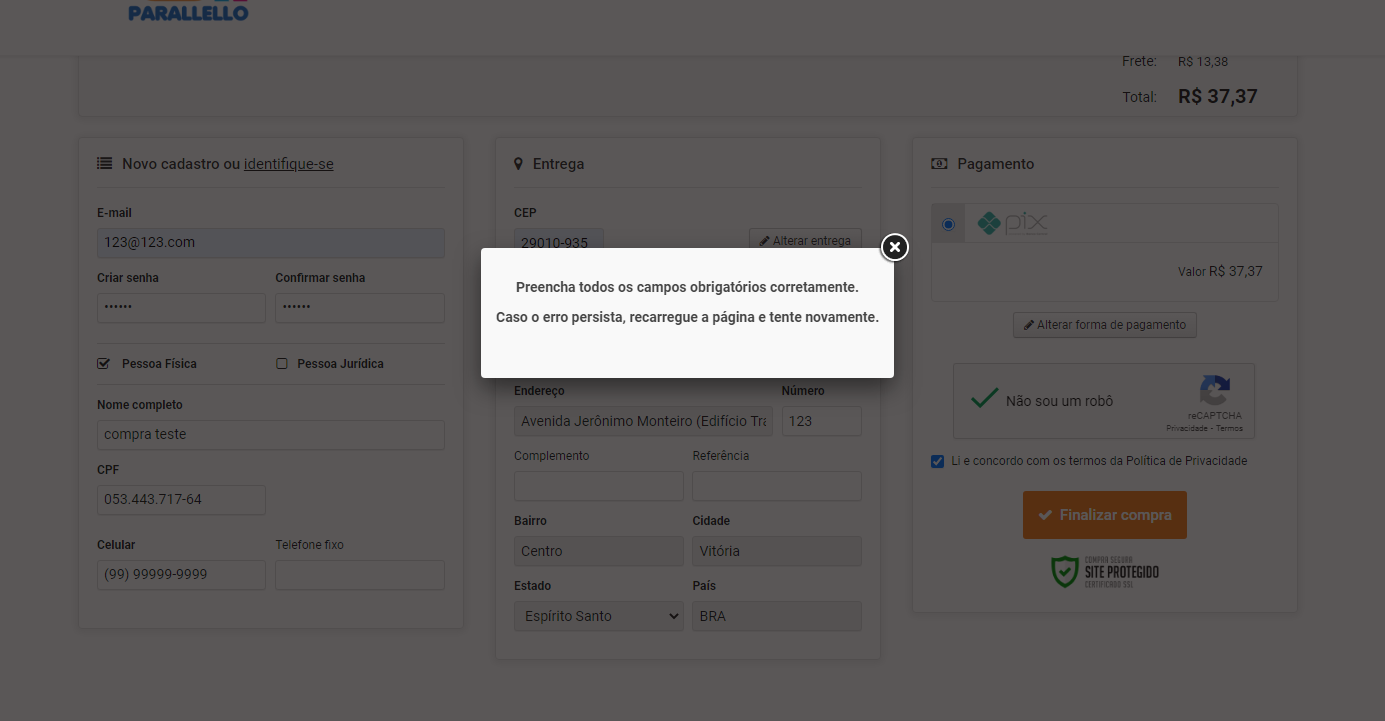 PARALLELLO
Frete: R$ 13,38
Total: R$ 37,37
Novo cadastro ou identifique-se
E-mail
123@123.com
Criar senha Confirmar senha
•••••• ••••••
Pessoa Física Pessoa Jurídica
Nome completo
compra teste
CPF
053.443.717-64
Celular Telefone fixo
(99) 99999-9999
Entrega
CEP
29010-935 Alterar entrega
Preencha todos os campos obrigatórios corretamente.
Caso o erro persista, recarregue a página e tente novamente.
Endereço Número
Avenida Jerônimo Monteiro (Edifício Tra 123
Complemento Referência
Bairro Cidade
Centro Vitória
Estado País
Espírito Santo BRA
Pagamento
pix
Valor R$ 37,37
Alterar forma de pagamento
Não sou um robô
reCAPTCHA
Privacidade - Termos
Li e concordo com os termos da Política de Privacidade
Finalizar compra
COMPRA SEGURA
SITE PROTEGIDO
CERTIFICADO SSL